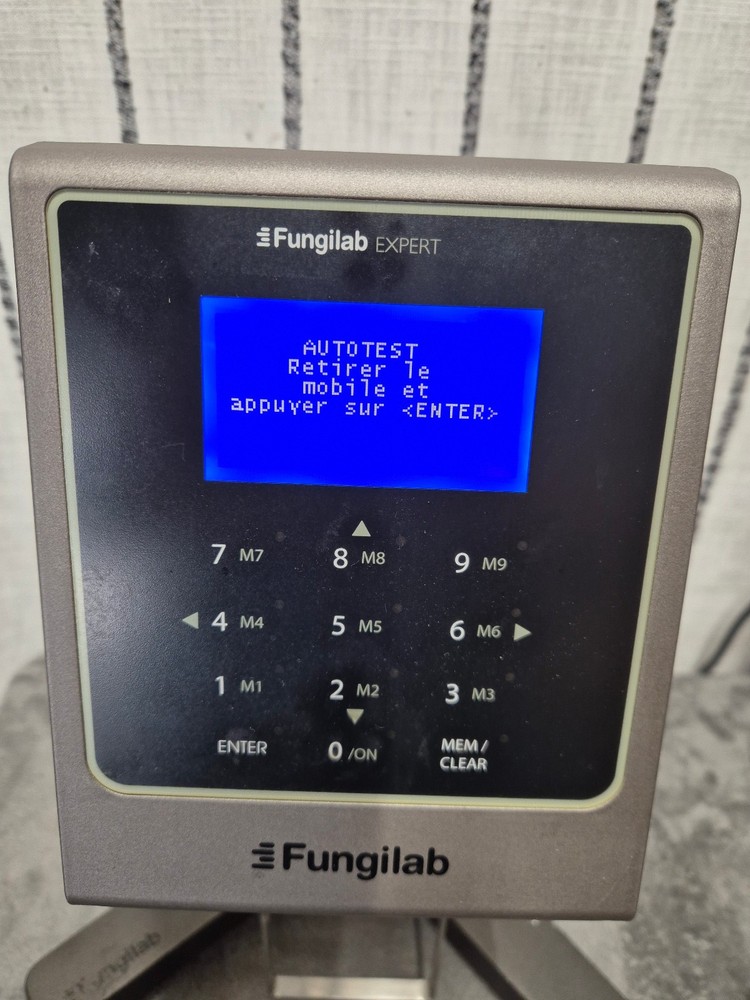 Fungilab EXPERT
AUTOTEST
Retirer le
mobile et
appuyer sur <ENTER>
7 M7 8 M8 9 M9
4 M4 5 M5 6 M6
1 M1 2 M2 3 M3
ENTER 0 /ON MEM / CLEAR
Fungilab
Fungilab